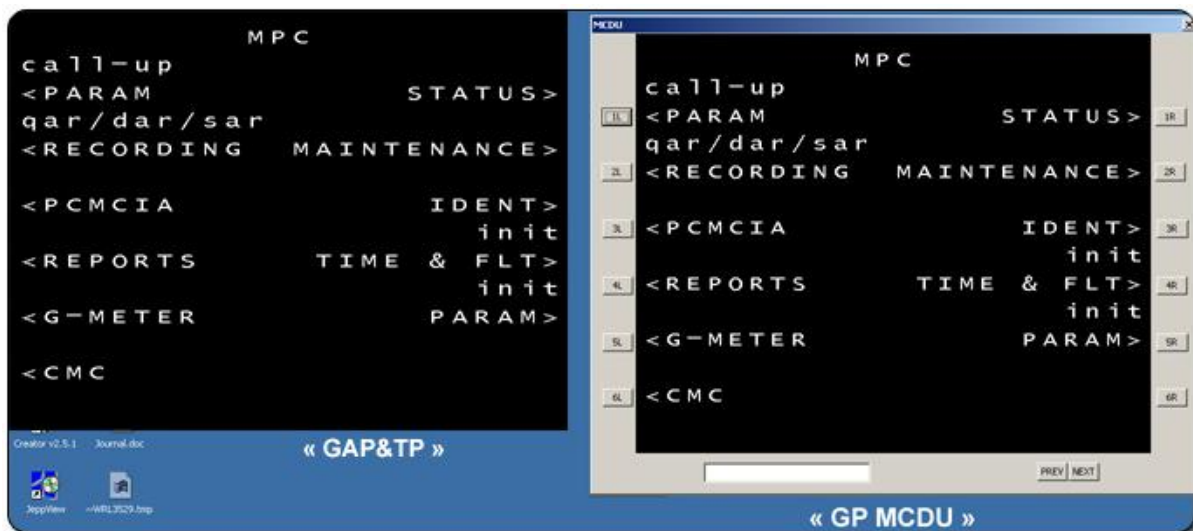 MPC
call-up
<PARAM STATUS>
qar/dar/sar
<RECORDING MAINTENANCE>
<PCMCIA IDENT>
init
<REPORTS TIME & FLT>
init
<G-METER PARAM>
<CMC
Creator v2.5.1 Journal.doc
« GAP&TP »
JeppView ~WRL3529.tmp
MCDU X
MPC
call-up
1L <PARAM STATUS> 1R
qar/dar/sar
2L <RECORDING MAINTENANCE> 2R
3L <PCMCIA IDENT> 3R
init
4L <REPORTS TIME & FLT> 4R
init
5L <G-METER PARAM> 5R
6L <CMC 6R
PREV NEXT
« GP MCDU »